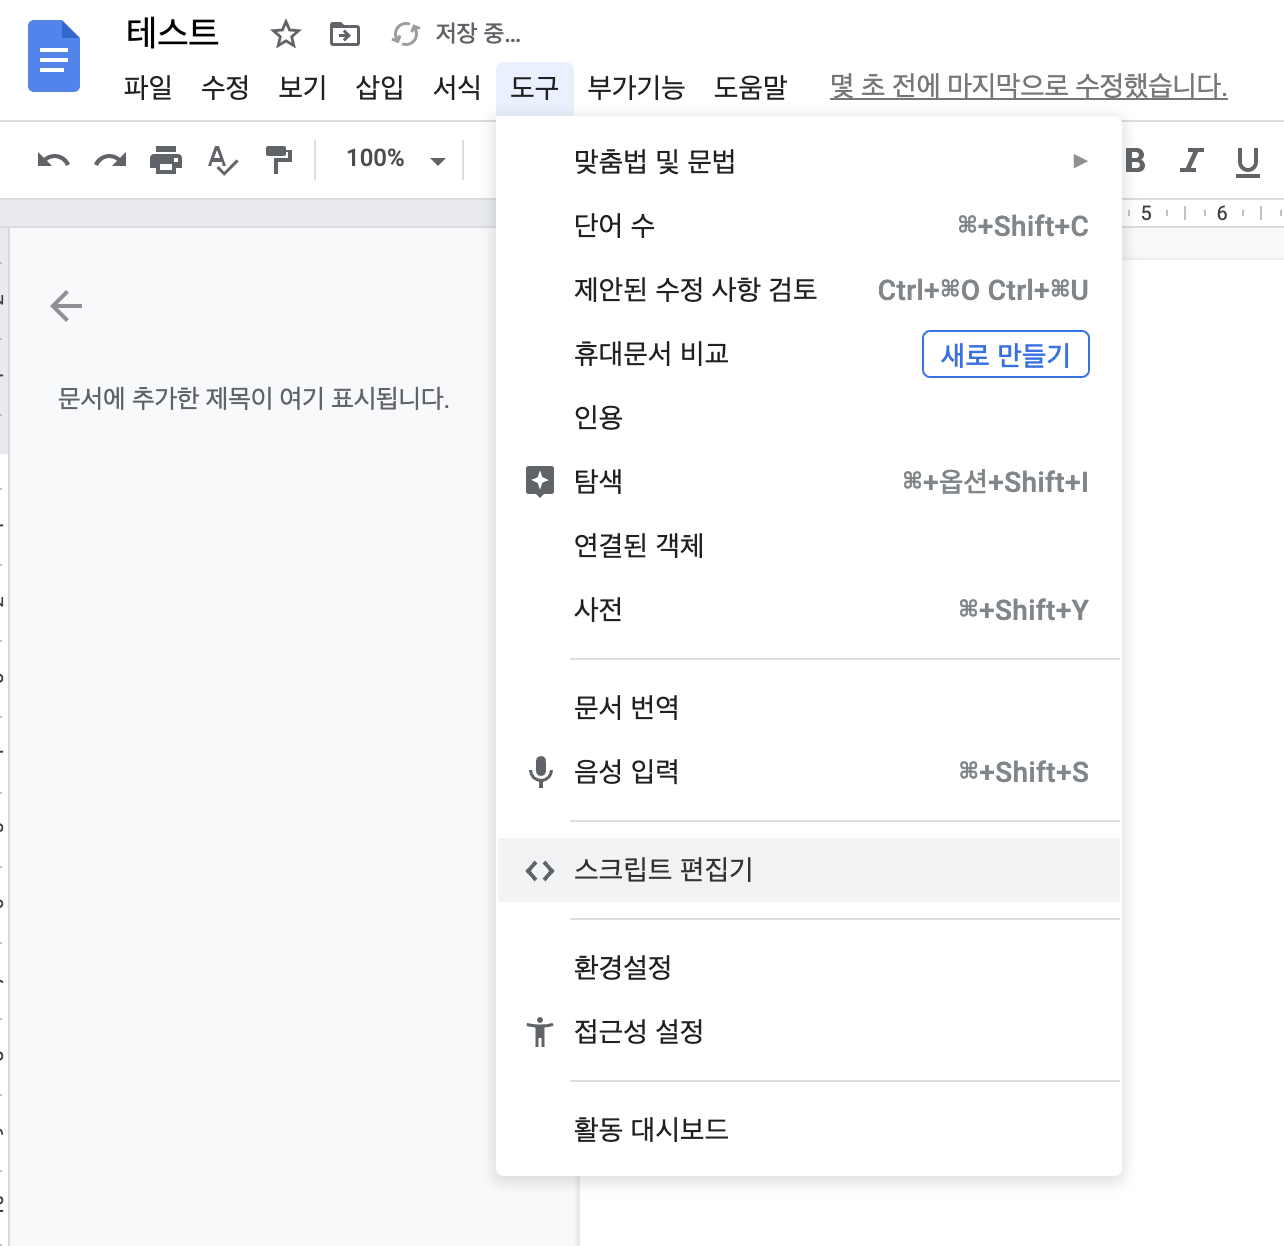 테스트
저장 중...
파일 수정 보기 삽입 서식 도구 부가기능 도움말 몇 초 전에 마지막으로 수정했습니다.
100%
B I U
5 6
문서에 추가한 제목이 여기 표시됩니다.
맞춤법 및 문법 ►
단어 수 ⌘+Shift+C
제안된 수정 사항 검토 Ctrl+⌘O Ctrl+⌘U
휴대문서 비교 새로 만들기
인용
탐색 ⌘+옵션+Shift+I
연결된 객체
사전 ⌘+Shift+Y
문서 번역
음성 입력 ⌘+Shift+S
스크립트 편집기
환경설정
접근성 설정
활동 대시보드